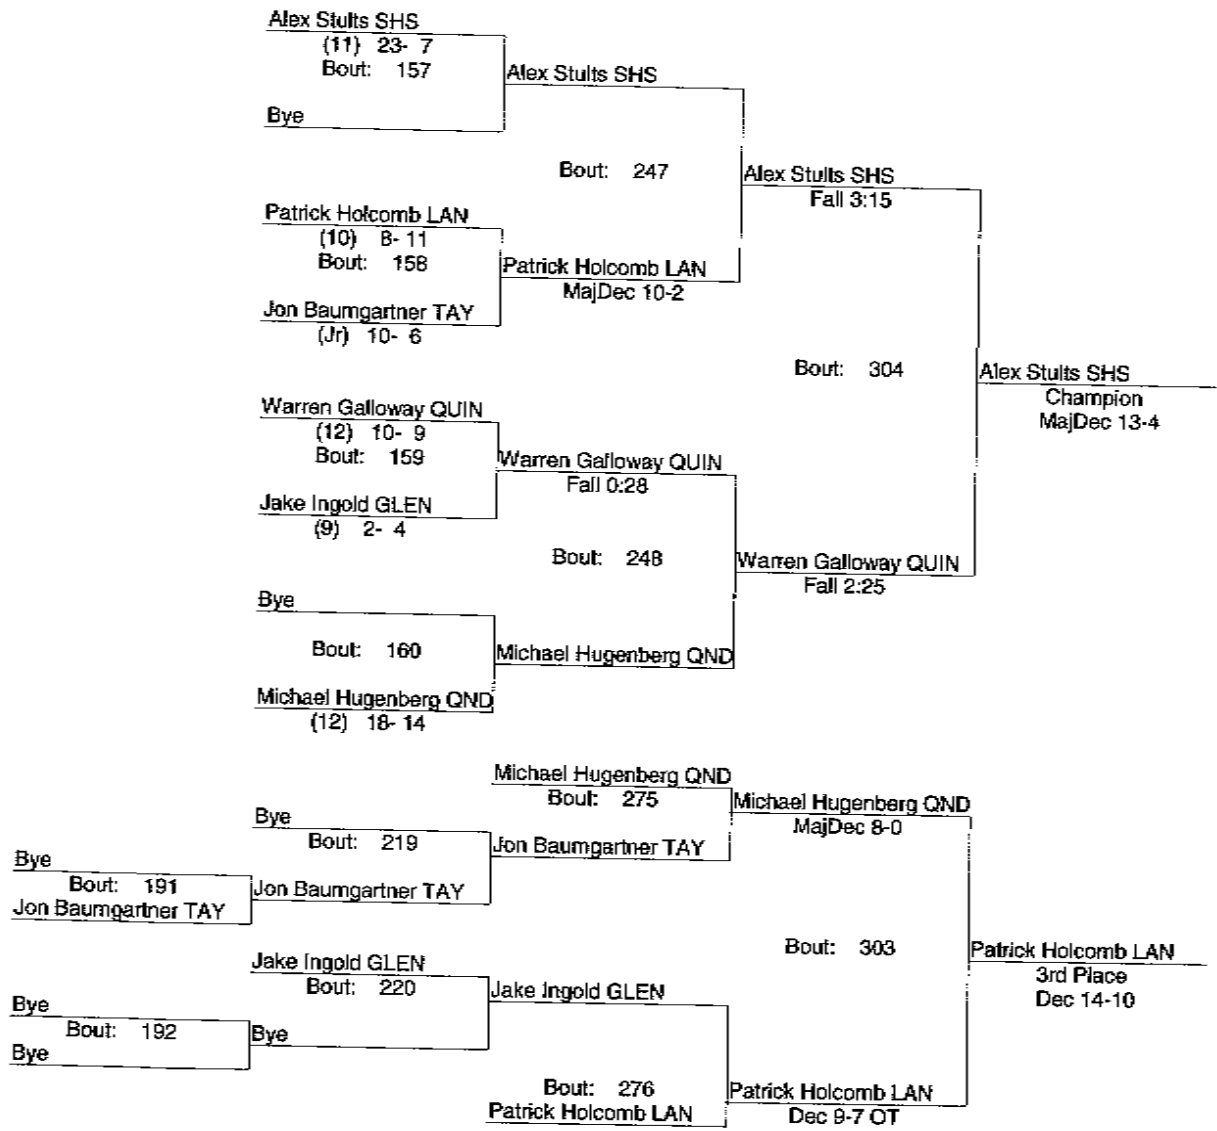 Alex Stults SHS
(11) 23- 7
Bout: 157
Alex Stults SHS
Bye
Bout: 247
Alex Stults SHS
Fall 3:15
Patrick Holcomb LAN
(10) 8- 11
Bout: 158
Patrick Holcomb LAN
MajDec 10-2
Jon Baumgartner TAY
(Jr) 10- 6
Bout: 304
Alex Stults SHS
Champion
MajDec 13-4
Warren Galloway QUIN
(12) 10- 9
Bout: 159
Warren Galloway QUIN
Fall 0:28
Jake Ingold GLEN
(9) 2- 4
Bout: 248
Warren Galloway QUIN
Fall 2:25
Bye
Bout: 160
Michael Hugenberg QND
Michael Hugenberg QND
(12) 18- 14
Michael Hugenberg QND
Bout: 275
Michael Hugenberg QND
MajDec 8-0
Bye
Bout: 219
Jon Baumgartner TAY
Bye
Bout: 191
Jon Baumgartner TAY
Jon Baumgartner TAY
Bout: 303
Patrick Holcomb LAN
3rd Place
Dec 14-10
Jake Ingold GLEN
Bout: 220
Jake Ingold GLEN
Bye
Bout: 192
Bye
Bye
Bout: 276
Patrick Holcomb LAN
Patrick Holcomb LAN
Dec 9-7 OT